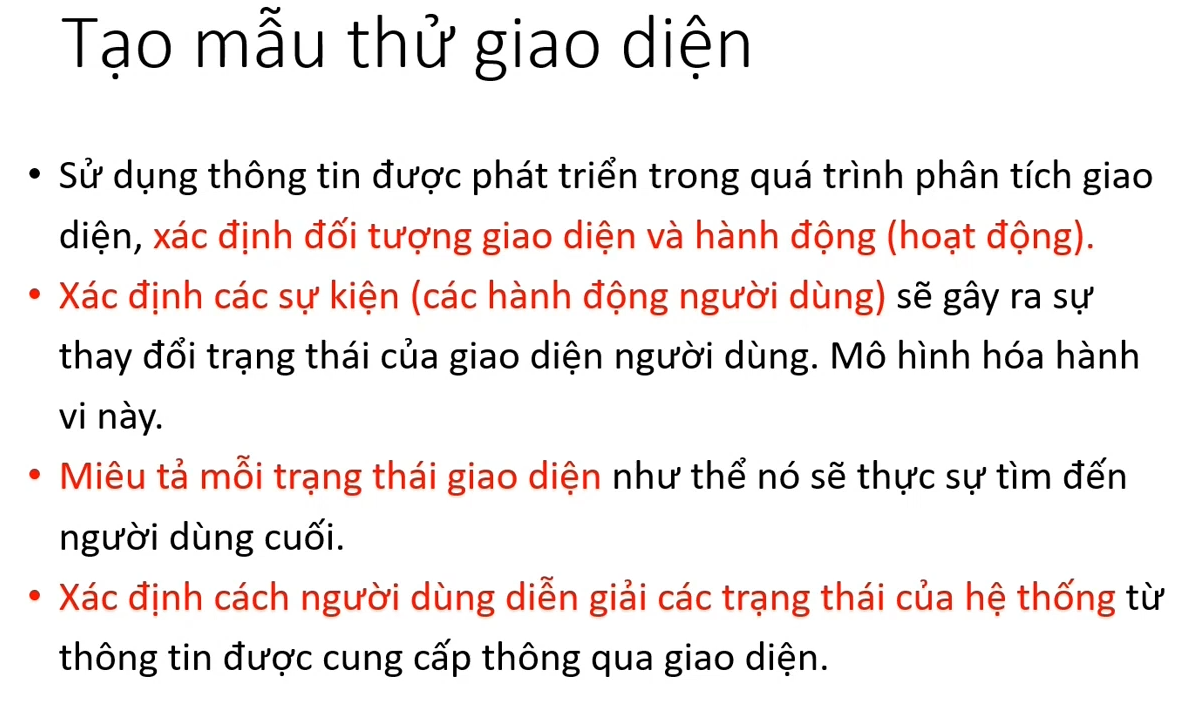 Tạo mẫu thử giao diện
• Sử dụng thông tin được phát triển trong quá trình phân tích giao
diện, xác định đối tượng giao diện và hành động (hoạt động).
• Xác định các sự kiện (các hành động người dùng) sẽ gây ra sự
thay đổi trạng thái của giao diện người dùng. Mô hình hóa hành
vi này.
• Miêu tả mỗi trạng thái giao diện như thể nó sẽ thực sự tìm đến
người dùng cuối.
• Xác định cách người dùng diễn giải các trạng thái của hệ thống từ
thông tin được cung cấp thông qua giao diện.